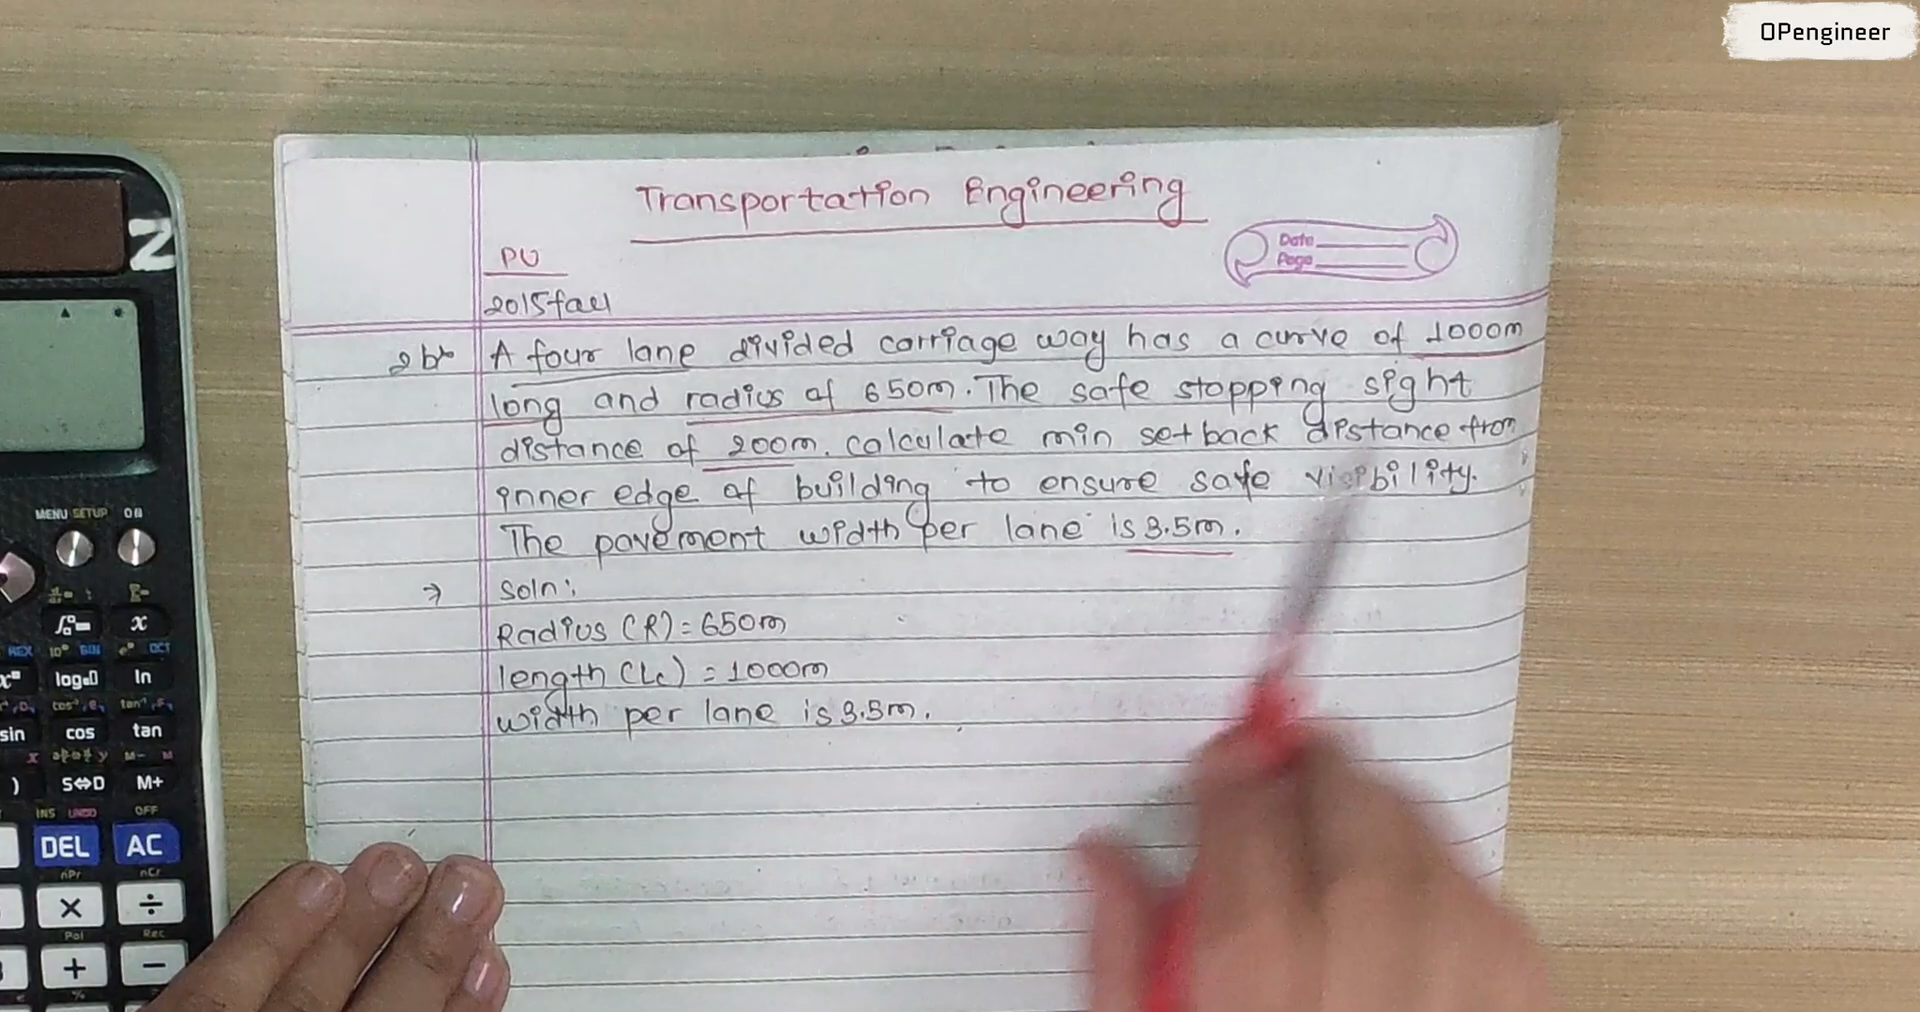 OPengineer
Transportation Engineering
Date
Page
PU
2015 fall
2b> A four lane divided carriage way has a curve of 1000m
long and radius of 650m. The safe stopping sight
distance of 200m. calculate min setback distance from
inner edge of building to ensure safe visibility.
The pavement width per lane is 3.5m.
→ Soln:
Radius (R) = 650m
length (Lc) = 1000m
width per lane is 3.5m.
Z
MENU SETUP ON
x
log
ln
sin cos tan
) S⇔D M+
INS UNDO OFF
DEL AC
nPr nCr
× ÷
Pol Rec
+ −